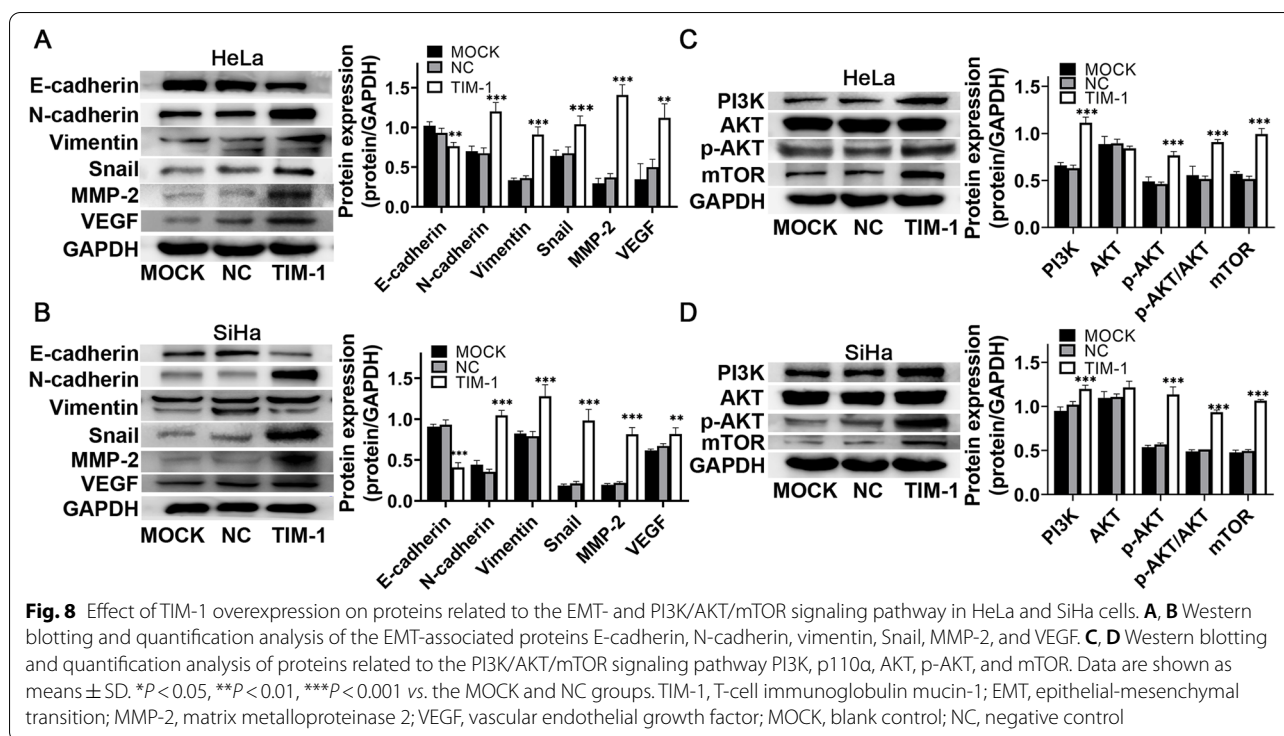 A
HeLa
E-cadherin
N-cadherin
Vimentin
Snail
MMP-2
VEGF
GAPDH
MOCK NC TIM-1
Protein expression
(protein/GAPDH)
MOCK
NC
TIM-1
1.5
1.0
0.5
0.0
** *** *** *** *** **
E-cadherin
N-cadherin
Vimentin
Snail
MMP-2
VEGF
C
HeLa
PI3K
AKT
p-AKT
mTOR
GAPDH
MOCK NC TIM-1
Protein expression
(protein/GAPDH)
MOCK
NC
TIM-1
1.5
1.0
0.5
0.0
*** *** *** ***
PI3K
AKT
p-AKT
p-AKT/AKT
mTOR
B
SiHa
E-cadherin
N-cadherin
Vimentin
Snail
MMP-2
VEGF
GAPDH
MOCK NC TIM-1
Protein expression
(protein/GAPDH)
MOCK
NC
TIM-1
1.5
1.0
0.5
0.0
*** *** *** *** *** **
E-cadherin
N-cadherin
Vimentin
Snail
MMP-2
VEGF
D
SiHa
PI3K
AKT
p-AKT
mTOR
GAPDH
MOCK NC TIM-1
Protein expression
(protein/GAPDH)
MOCK
NC
TIM-1
1.5
1.0
0.5
0.0
*** *** *** ***
PI3K
AKT
p-AKT
p-AKT/AKT
mTOR
Fig. 8 Effect of TIM-1 overexpression on proteins related to the EMT- and PI3K/AKT/mTOR signaling pathway in HeLa and SiHa cells. A, B Western
blotting and quantification analysis of the EMT-associated proteins E-cadherin, N-cadherin, vimentin, Snail, MMP-2, and VEGF. C, D Western blotting
and quantification analysis of proteins related to the PI3K/AKT/mTOR signaling pathway PI3K, p110α, AKT, p-AKT, and mTOR. Data are shown as
means ± SD. *P < 0.05, **P < 0.01, ***P < 0.001 vs. the MOCK and NC groups. TIM-1, T-cell immunoglobulin mucin-1; EMT, epithelial-mesenchymal
transition; MMP-2, matrix metalloproteinase 2; VEGF, vascular endothelial growth factor; MOCK, blank control; NC, negative control